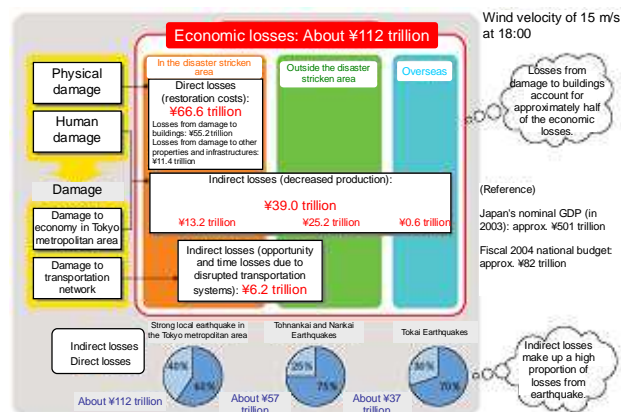 Economic losses: About ¥112 trillion
Wind velocity of 15 m/s
at 18:00
In the disaster stricken
area
Outside the disaster
stricken area
Overseas
Physical
damage
Human
damage
Damage
Damage to
economy in Tokyo
metropolitan area
Damage to
transportation
network
Direct losses
(restoration costs):
¥66.6 trillion
Losses from damage to
buildings: ¥55.2trillion
Losses from damage to other
properties and infrastructures:
¥11.4 trillion
Indirect losses (decreased production):
¥39.0 trillion
¥13.2 trillion
¥25.2 trillion
¥0.6 trillion
Indirect losses (opportunity
and time losses due to
disrupted transportation
systems): ¥6.2 trillion
Losses from
damage to buildings
account for
approximately half
of the economic
losses.
(Reference)
Japan's nominal GDP (in
2003): approx. ¥501 trillion
Fiscal 2004 national budget:
approx. ¥82 trillion
Indirect losses
Direct losses
Strong local earthquake in
the Tokyo metropolitan area
Tohnankai and Nankai
Earthquakes
Tokai Earthquakes
40%
60%
25%
75%
30%
70%
About ¥112 trillion
About ¥57
trillion
About ¥37
trillion
Indirect losses
make up a high
proportion of
losses from
earthquake.